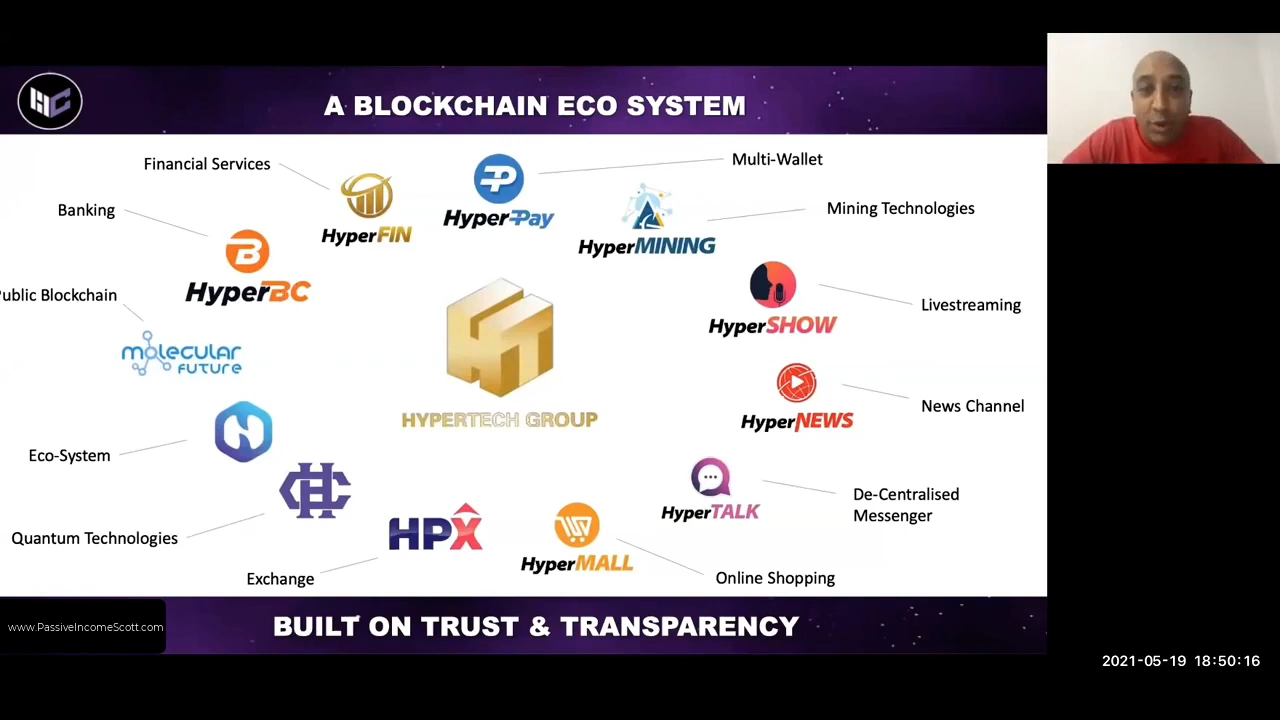 A BLOCKCHAIN ECO SYSTEM
Financial Services
Multi-Wallet
Banking
HyperFIN
HyperPay
Mining Technologies
HyperMINING
HyperBC
Public Blockchain
Livestreaming
HyperSHOW
MOLECULAR
FUTURE
HT
HYPERTECH GROUP
News Channel
HyperNEWS
Eco-System
De-Centralised
Messenger
HyperTALK
Quantum Technologies
HPX
HyperMALL
Exchange
Online Shopping
www.PassiveIncomeScott.com
BUILT ON TRUST & TRANSPARENCY
2021-05-19 18:50:16